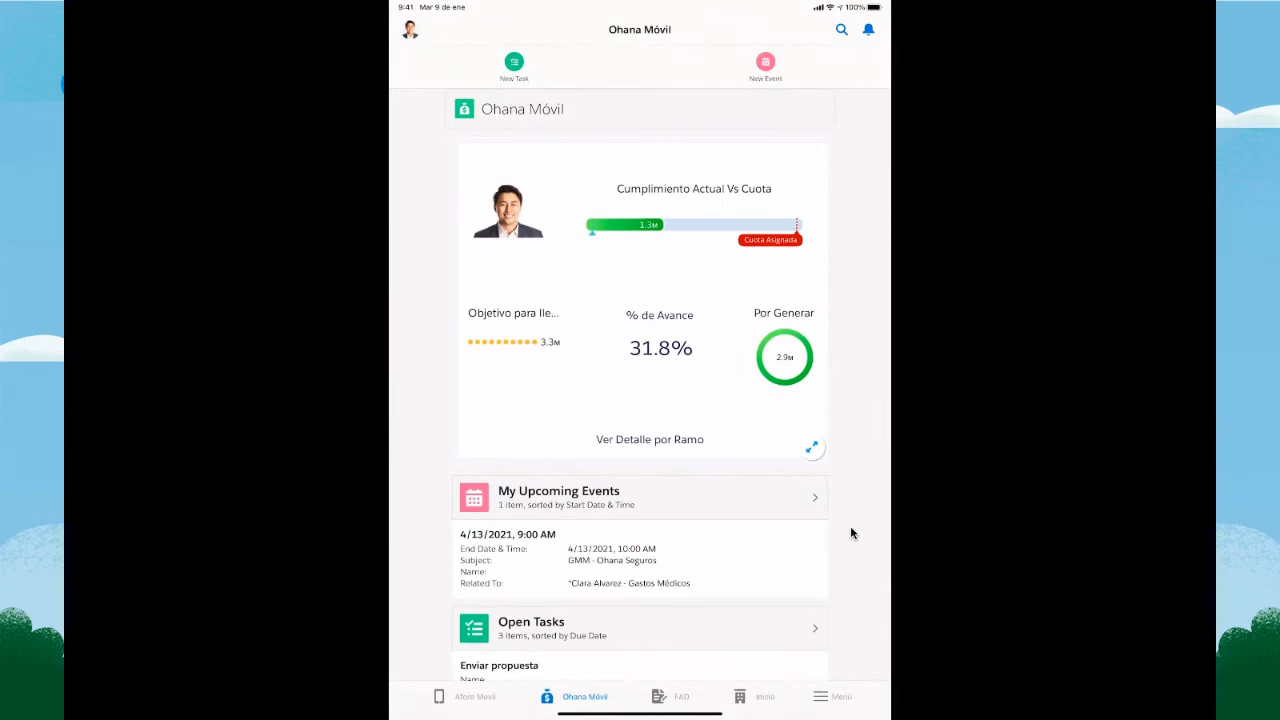 9:41 Mar 9 de ene
100%
Ohana Móvil
New Task
New Event
Ohana Móvil
Cumplimiento Actual Vs Cuota
1.3M
Cuota Asignada
Objetivo para lle...
% de Avance
Por Generar
3.3M
31.8%
2.9M
Ver Detalle por Ramo
My Upcoming Events
1 item, sorted by Start Date & Time
4/13/2021, 9:00 AM
End Date & Time: 4/13/2021, 10:00 AM
Subject: GMM - Ohana Seguros
Name:
Related To: *Clara Alvarez - Gastos Médicos
Open Tasks
3 items, sorted by Due Date
Enviar propuesta
Name:
Afore Movil
Ohana Móvil
FAD
Inicio
Menú